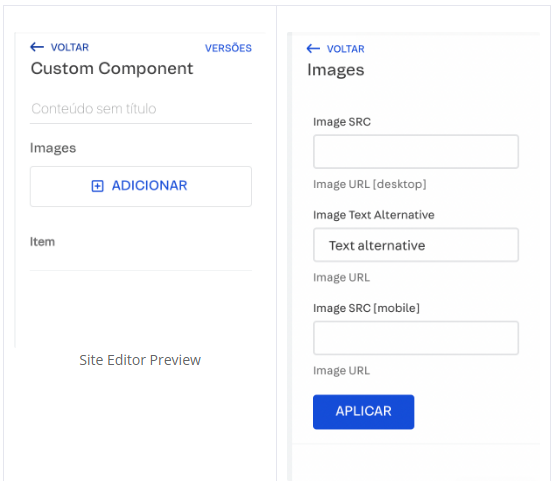 VOLTAR
VERSÕES
Custom Component
Conteúdo sem título
Images
ADICIONAR
Item
Site Editor Preview
VOLTAR
Images
Image SRC
Image URL [desktop]
Image Text Alternative
Text alternative
Image URL
Image SRC [mobile]
Image URL
APLICAR